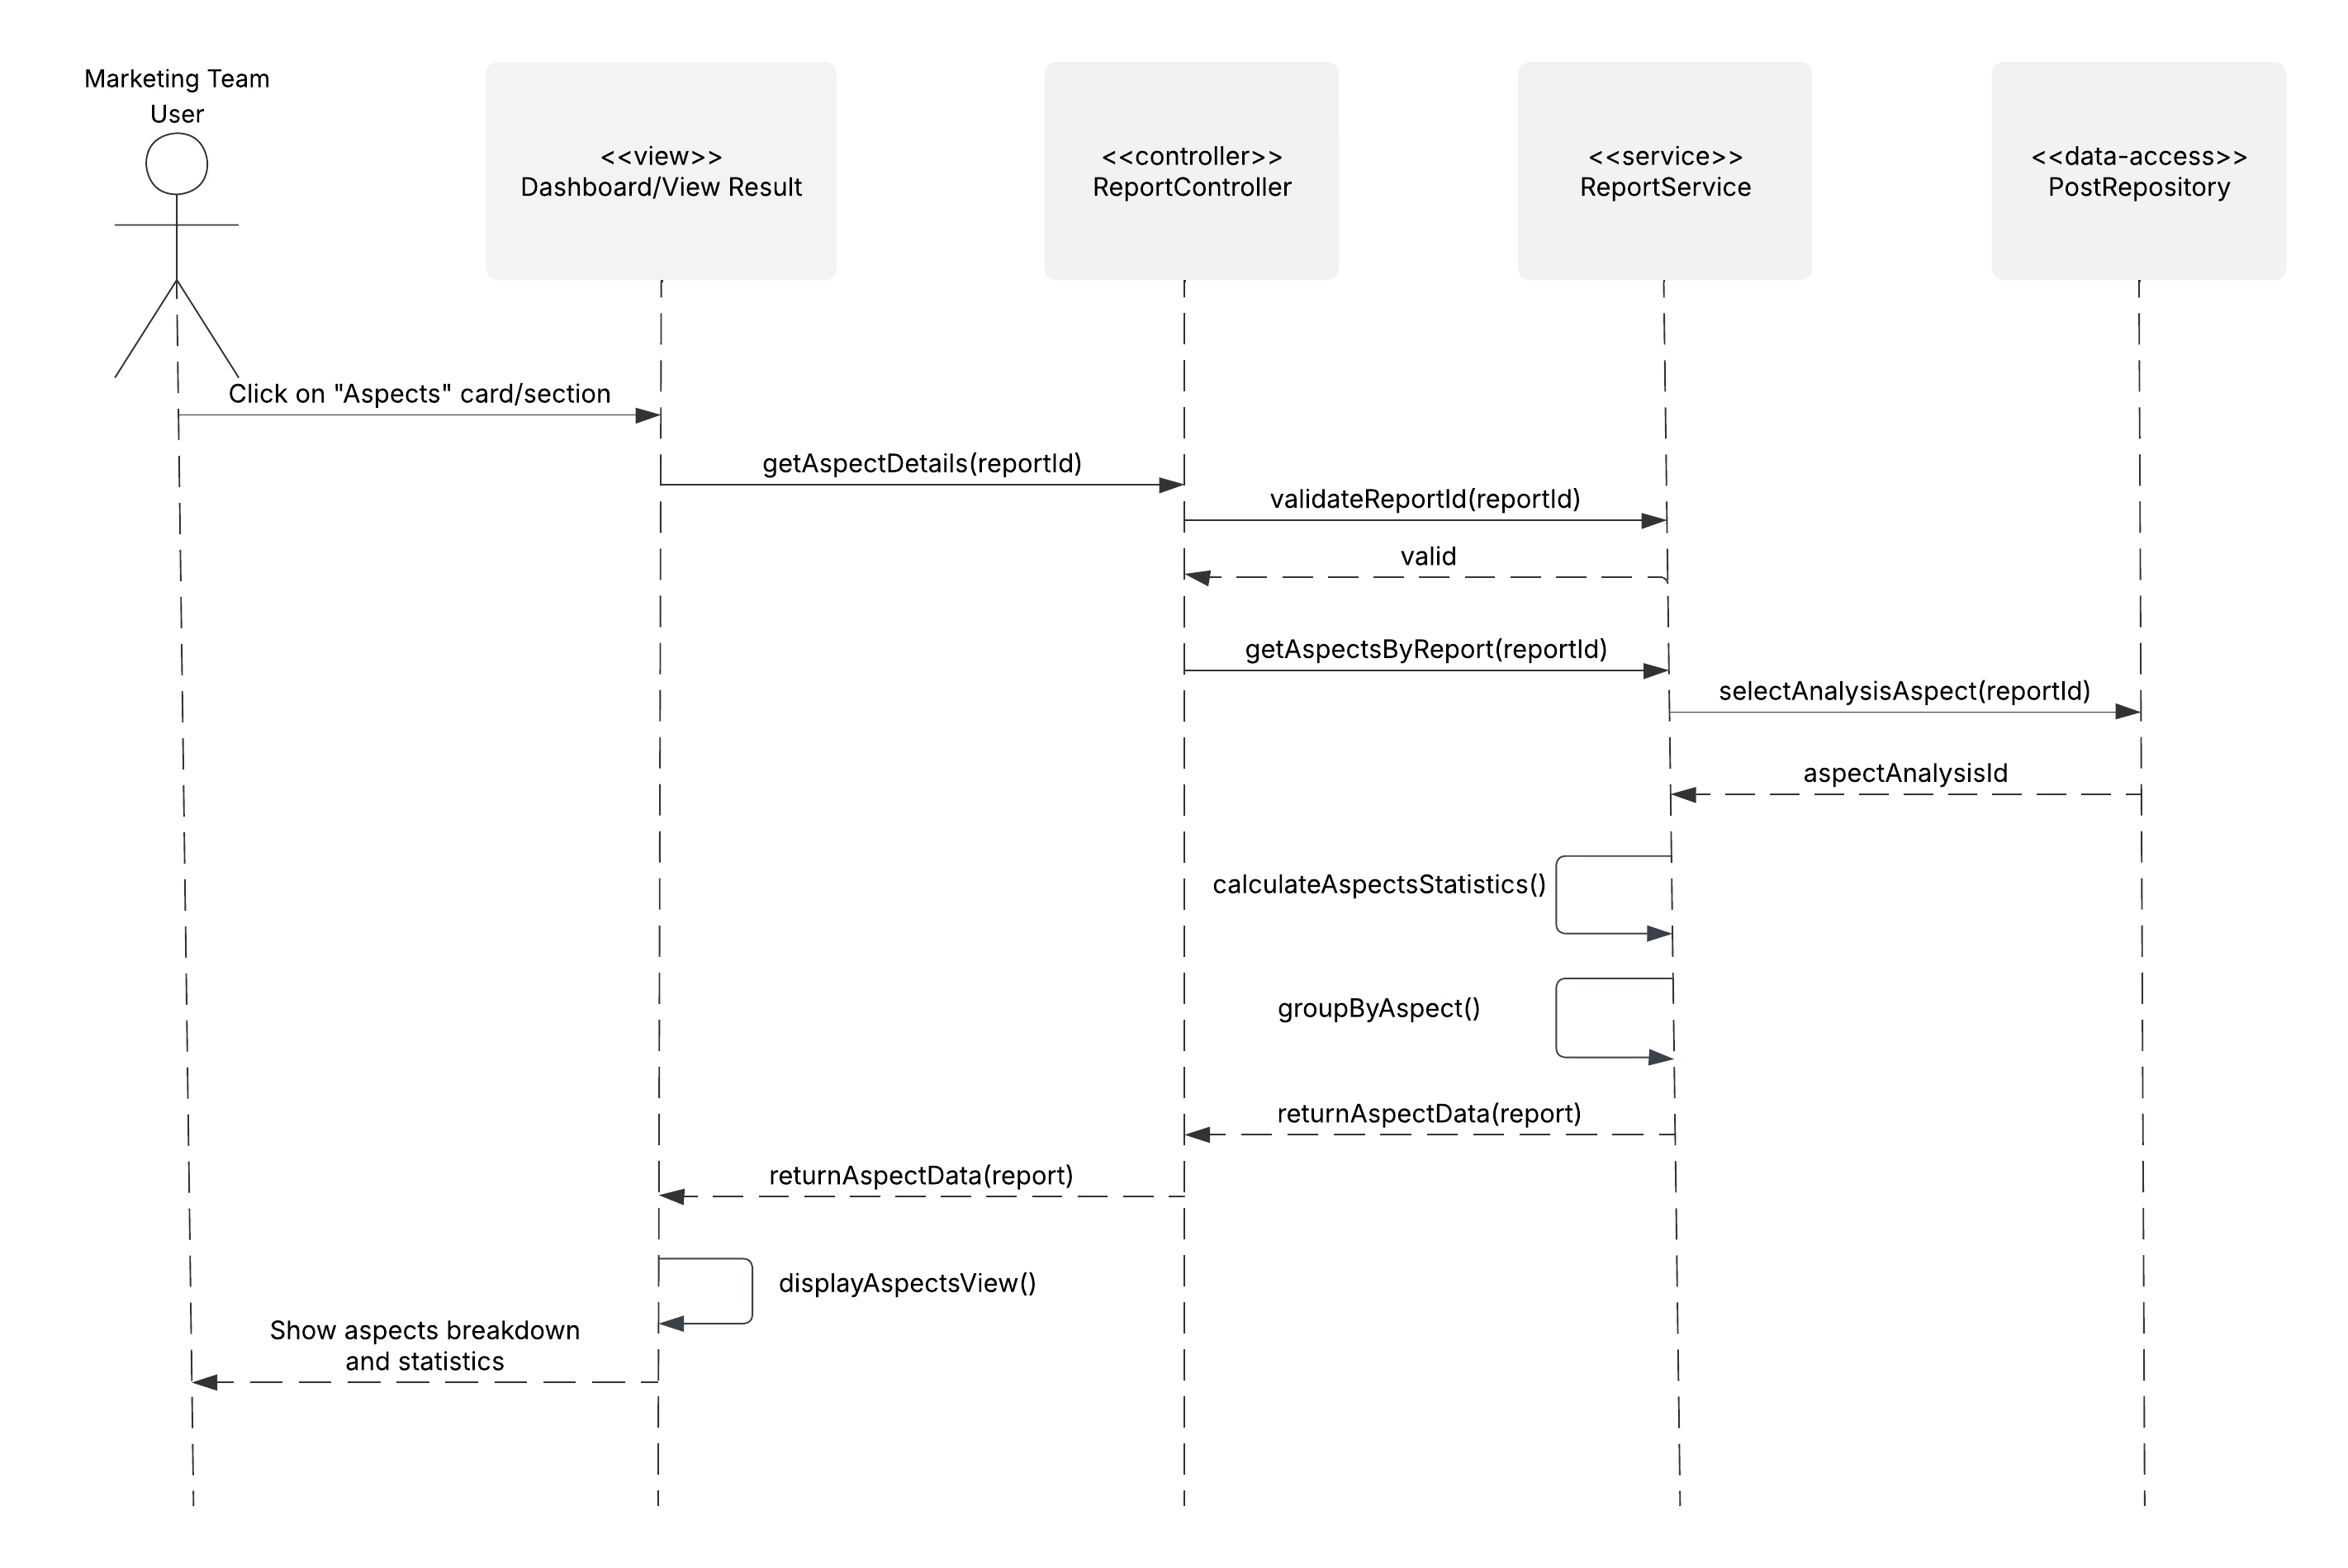 Marketing Team
User
<<view>>
Dashboard/View Result
<<controller>>
ReportController
<<service>>
ReportService
<<data-access>>
PostRepository
Click on "Aspects" card/section
getAspectDetails(reportId)
validateReportId(reportId)
valid
getAspectsByReport(reportId)
selectAnalysisAspect(reportId)
aspectAnalysisId
calculateAspectsStatistics()
groupByAspect()
returnAspectData(report)
returnAspectData(report)
displayAspectsView()
Show aspects breakdown
and statistics